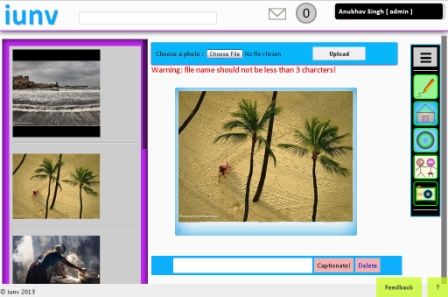 iunv
0
Anubhav Singh [ admin ]
Choose a photo : Choose File No file chosen Upload
Warning: file name should not be less than 3 charcters!
Captionate! Delete
Feedback ?
© iunv 2013